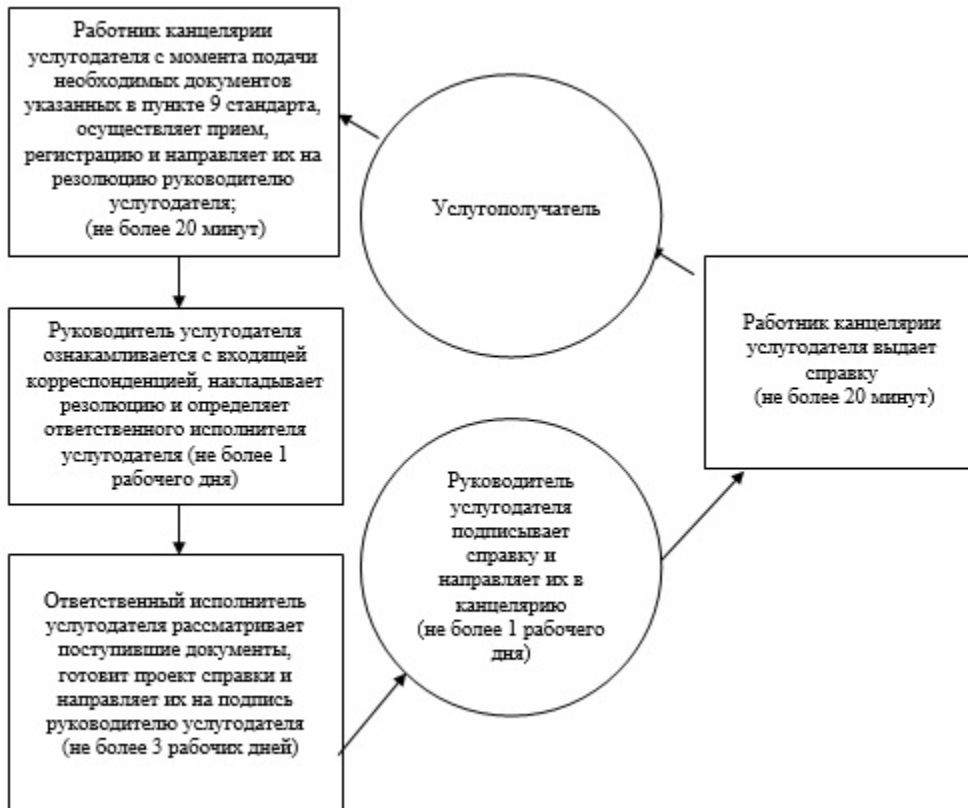 Работник канцелярии
услугодателя с момента подачи
необходимых документов
указанных в пункте 9 стандарта,
осуществляет прием,
регистрацию и направляет их на
резолюцию руководителю
услугодателя;
(не более 20 минут)
Услугополучатель
Руководитель услугодателя
ознакамливается с входящей
корреспонденцией, накладывает
резолюцию и определяет
ответственного исполнителя
услугодателя (не более 1
рабочего дня)
Ответственный исполнитель
услугодателя рассматривает
поступившие документы,
готовит проект справки и
направляет их на подпись
руководителю услугодателя
(не более 3 рабочих дней)
Руководитель
услугодателя
подписывает
справку и
направляет их в
канцелярию
(не более 1 рабочего
дня)
Работник канцелярии
услугодателя выдает
справку
(не более 20 минут)